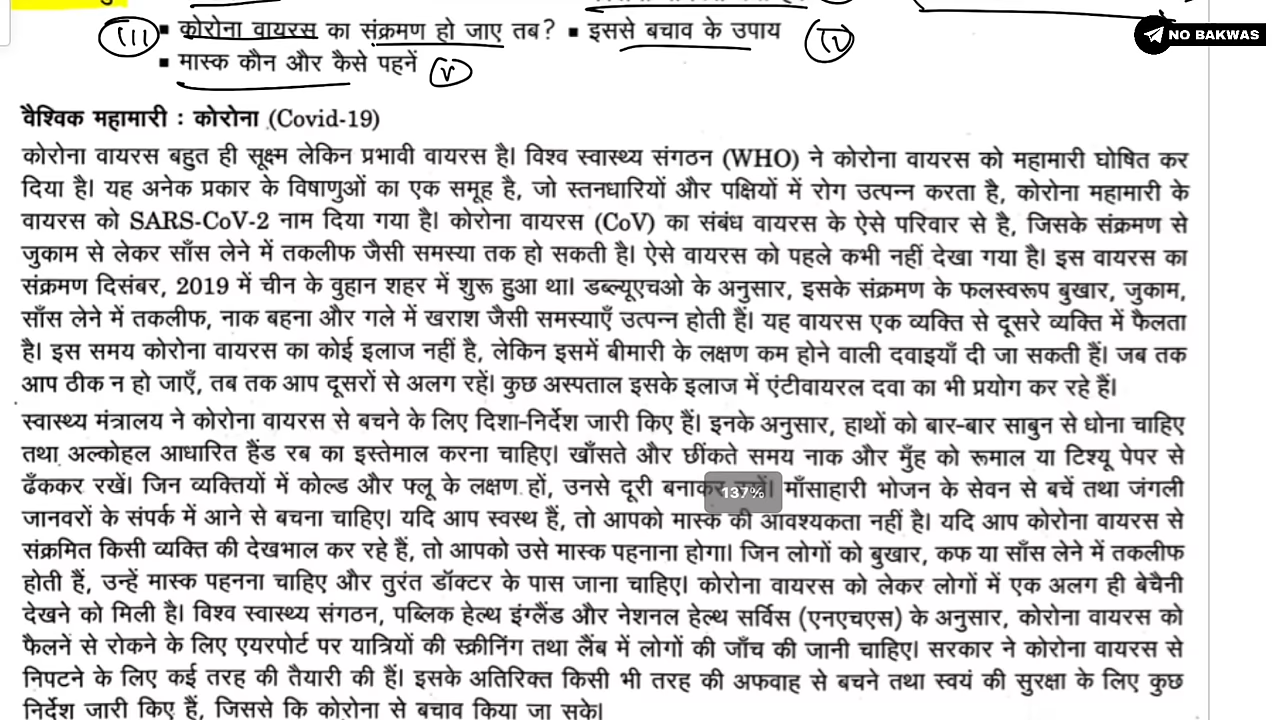 (iii) ▪ कोरोना वायरस का संक्रमण हो जाए तब? ▪ इससे बचाव के उपाय (iv)
NO BAKWAS
▪ मास्क कौन और कैसे पहनें (v)
वैश्विक महामारी : कोरोना (Covid-19)
कोरोना वायरस बहुत ही सूक्ष्म लेकिन प्रभावी वायरस है। विश्व स्वास्थ्य संगठन (WHO) ने कोरोना वायरस को महामारी घोषित कर
दिया है। यह अनेक प्रकार के विषाणुओं का एक समूह है, जो स्तनधारियों और पक्षियों में रोग उत्पन्न करता है, कोरोना महामारी के
वायरस को SARS-CoV-2 नाम दिया गया है। कोरोना वायरस (CoV) का संबंध वायरस के ऐसे परिवार से है, जिसके संक्रमण से
जुकाम से लेकर साँस लेने में तकलीफ जैसी समस्या तक हो सकती है। ऐसे वायरस को पहले कभी नहीं देखा गया है। इस वायरस का
संक्रमण दिसंबर, 2019 में चीन के वुहान शहर में शुरू हुआ था। डब्ल्यूएचओ के अनुसार, इसके संक्रमण के फलस्वरूप बुखार, जुकाम,
साँस लेने में तकलीफ, नाक बहना और गले में खराश जैसी समस्याएँ उत्पन्न होती हैं। यह वायरस एक व्यक्ति से दूसरे व्यक्ति में फैलता
है। इस समय कोरोना वायरस का कोई इलाज नहीं है, लेकिन इसमें बीमारी के लक्षण कम होने वाली दवाइयाँ दी जा सकती हैं। जब तक
आप ठीक न हो जाएँ, तब तक आप दूसरों से अलग रहें। कुछ अस्पताल इसके इलाज में एंटीवायरल दवा का भी प्रयोग कर रहे हैं।
स्वास्थ्य मंत्रालय ने कोरोना वायरस से बचने के लिए दिशा-निर्देश जारी किए हैं। इनके अनुसार, हाथों को बार-बार साबुन से धोना चाहिए
तथा अल्कोहल आधारित हैंड रब का इस्तेमाल करना चाहिए। खाँसते और छींकते समय नाक और मुँह को रूमाल या टिश्यू पेपर से
ढँककर रखें। जिन व्यक्तियों में कोल्ड और फ्लू के लक्षण हों, उनसे दूरी बनाकर माँसाहारी भोजन के सेवन से बचें तथा जंगली
137%
जानवरों के संपर्क में आने से बचना चाहिए। यदि आप स्वस्थ हैं, तो आपको मास्क की आवश्यकता नहीं है। यदि आप कोरोना वायरस से
संक्रमित किसी व्यक्ति की देखभाल कर रहे हैं, तो आपको उसे मास्क पहनाना होगा। जिन लोगों को बुखार, कफ या साँस लेने में तकलीफ
होती हैं, उन्हें मास्क पहनना चाहिए और तुरंत डॉक्टर के पास जाना चाहिए। कोरोना वायरस को लेकर लोगों में एक अलग ही बेचैनी
देखने को मिली है। विश्व स्वास्थ्य संगठन, पब्लिक हेल्थ इंग्लैंड और नेशनल हेल्थ सर्विस (एनएचएस) के अनुसार, कोरोना वायरस को
फैलनें से रोकने के लिए एयरपोर्ट पर यात्रियों की स्क्रीनिंग तथा लैंब में लोगों की जाँच की जानी चाहिए। सरकार ने कोरोना वायरस से
निपटने के लिए कई तरह की तैयारी की हैं। इसके अतिरिक्त किसी भी तरह की अफवाह से बचने तथा स्वयं की सुरक्षा के लिए कुछ
निर्देश जारी किए हैं, जिससे कि कोरोना से बचाव किया जा सके।